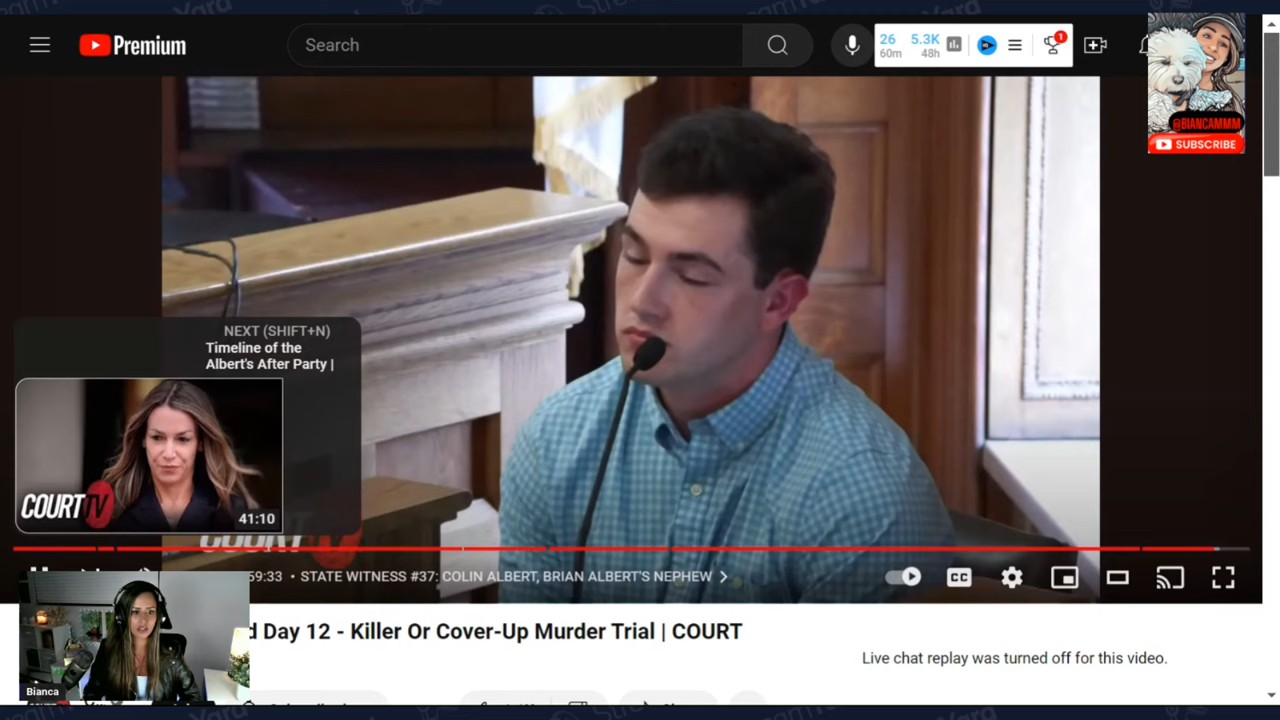 Premium
Search
26
60m
5.3K
48h
1
@BIANCAMMM
SUBSCRIBE
NEXT (SHIFT+N)
Timeline of the
Albert's After Party |
COURT TV
41:10
59:33 • STATE WITNESS #37: COLIN ALBERT, BRIAN ALBERT'S NEPHEW
CC
d Day 12 - Killer Or Cover-Up Murder Trial | COURT
Live chat replay was turned off for this video.
Bianca